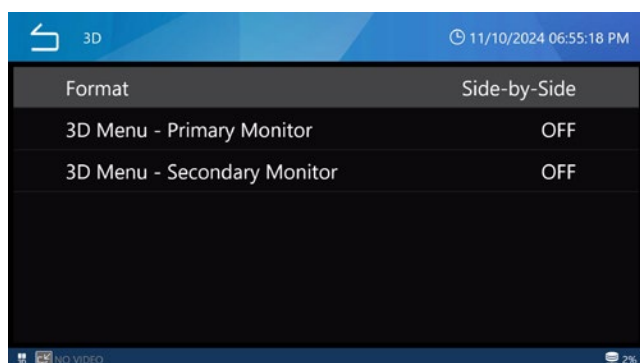 3D 11/10/2024 06:55:18 PM
Format Side-by-Side
3D Menu - Primary Monitor OFF
3D Menu - Secondary Monitor OFF
NO VIDEO 2%